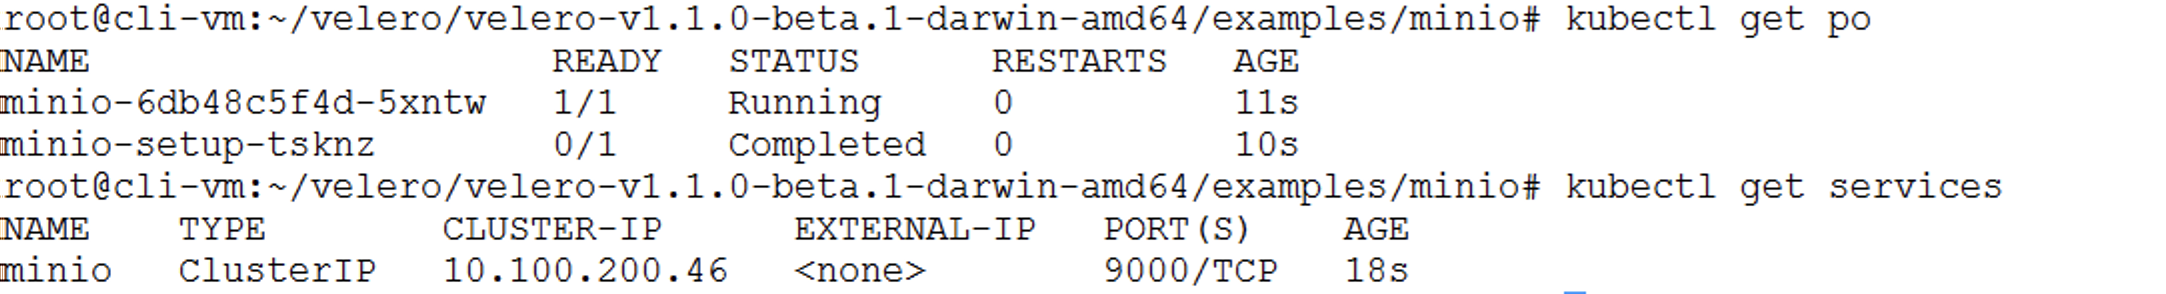 root@cli-vm:~/velero/velero-v1.1.0-beta.1-darwin-amd64/examples/minio# kubectl get po
NAME READY STATUS RESTARTS AGE
minio-6db48c5f4d-5xntw 1/1 Running 0 11s
minio-setup-tsknz 0/1 Completed 0 10s
root@cli-vm:~/velero/velero-v1.1.0-beta.1-darwin-amd64/examples/minio# kubectl get services
NAME TYPE CLUSTER-IP EXTERNAL-IP PORT(S) AGE
minio ClusterIP 10.100.200.46 <none> 9000/TCP 18s